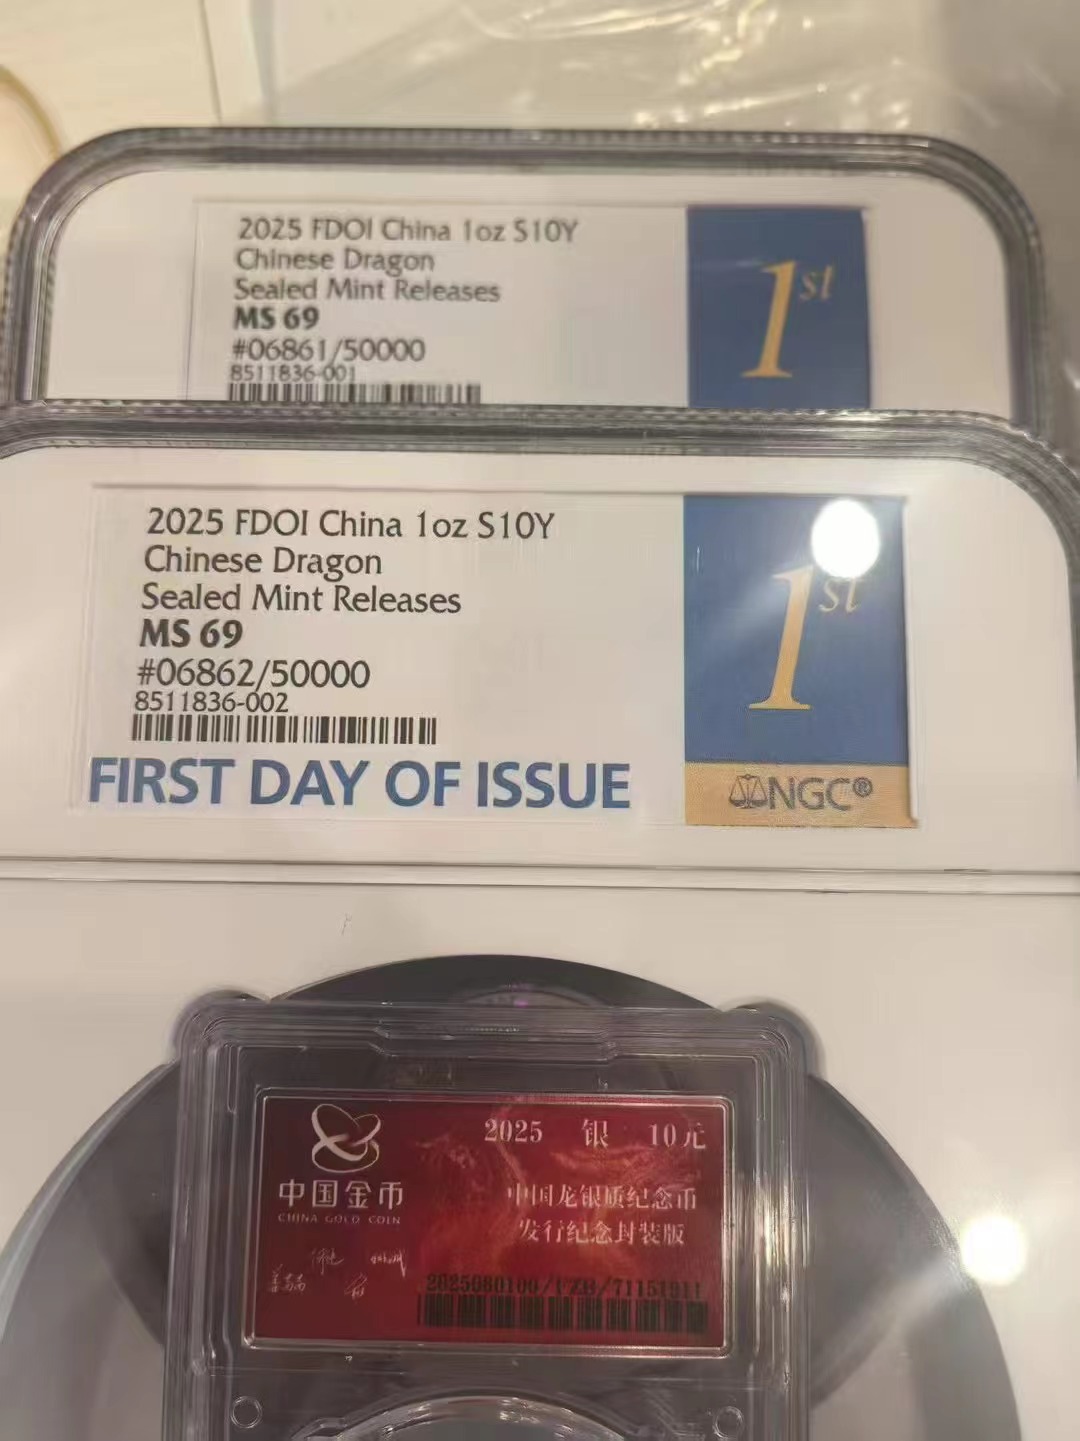 2025 FDOI China 1oz S10Y
Chinese Dragon
Sealed Mint Releases
MS 69
#06861/50000
8511836-001
1st
2025 FDOI China 1oz S10Y
Chinese Dragon
Sealed Mint Releases
MS 69
#06862/50000
8511836-002
FIRST DAY OF ISSUE
1st
NGC®
中国金币
CHINA GOLD COIN
2025 银 10元
中国龙银质纪念币
发行纪念封装版